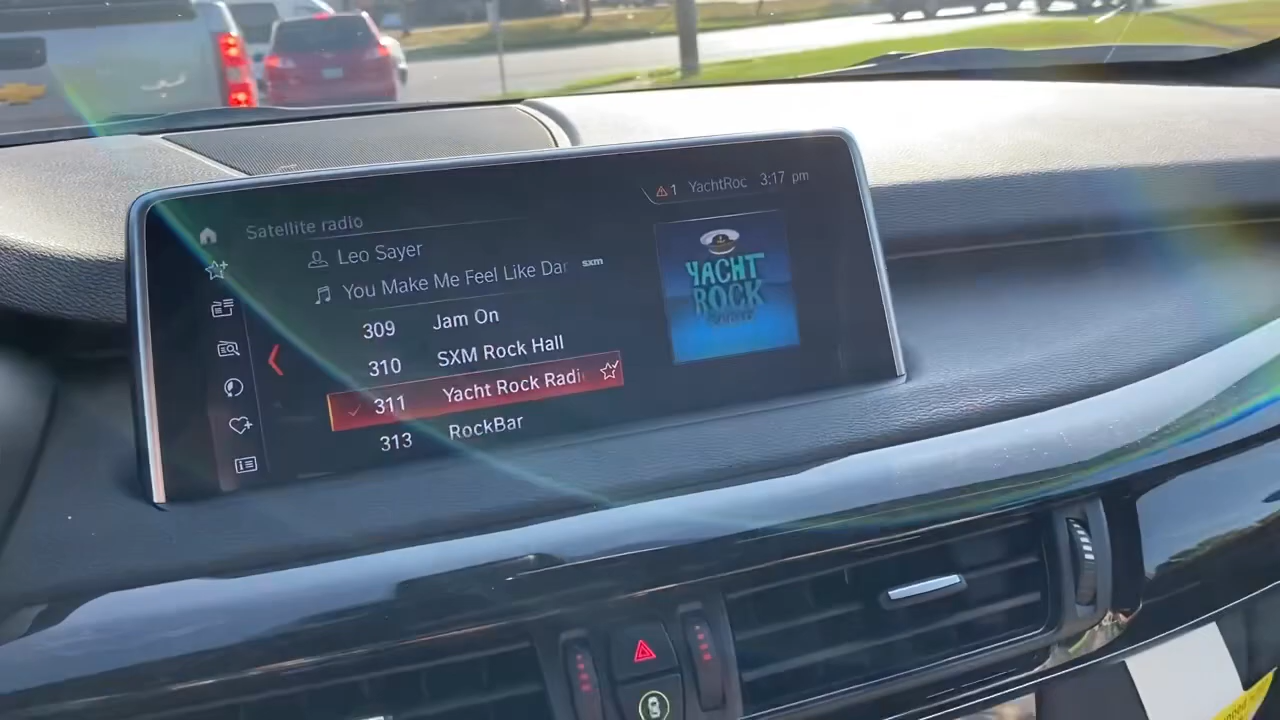 Satellite radio
1 YachtRoc 3:17 pm
Leo Sayer
You Make Me Feel Like Dan
sxm
309 Jam On
310 SXM Rock Hall
311 Yacht Rock Radi
313 RockBar
YACHT
ROCK